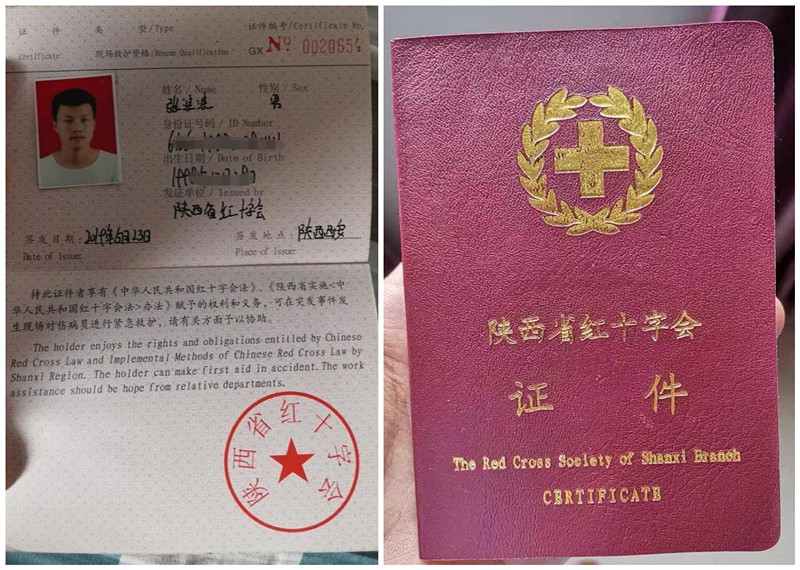 证 件 类 型/Type
证件编号/Certificate No.
Certificate
现场救护资格/Rescue Qualification
GX № 0020654
姓名/Name
性别/Sex
男
身份证号码/ID Number
出生日期/Date of Birth
发证单位/Issued by
陕西省红十字会
签发日期：2019年6月23日
签发地点：陕西西安
Date of Issue:
Place of Issue:
持此证件者享有《中华人民共和国红十字会法》、《陕西省实施<中
华人民共和国红十字会法>办法》赋予的权利和义务，可在突发事件发
生现场对伤病员进行紧急救护，请有关方面予以协助。
The holder enjoys the rights and obligations entitled by Chinese
Red Cross Law and Implemental Methods of Chinese Red Cross Law by
Shanxi Region. The holder can make first aid in accident. The work
assistance should be hope from relative departments.
陕西省红十字会
陕西省红十字会
证 件
The Red Cross Society of Shanxi Branch
CERTIFICATE